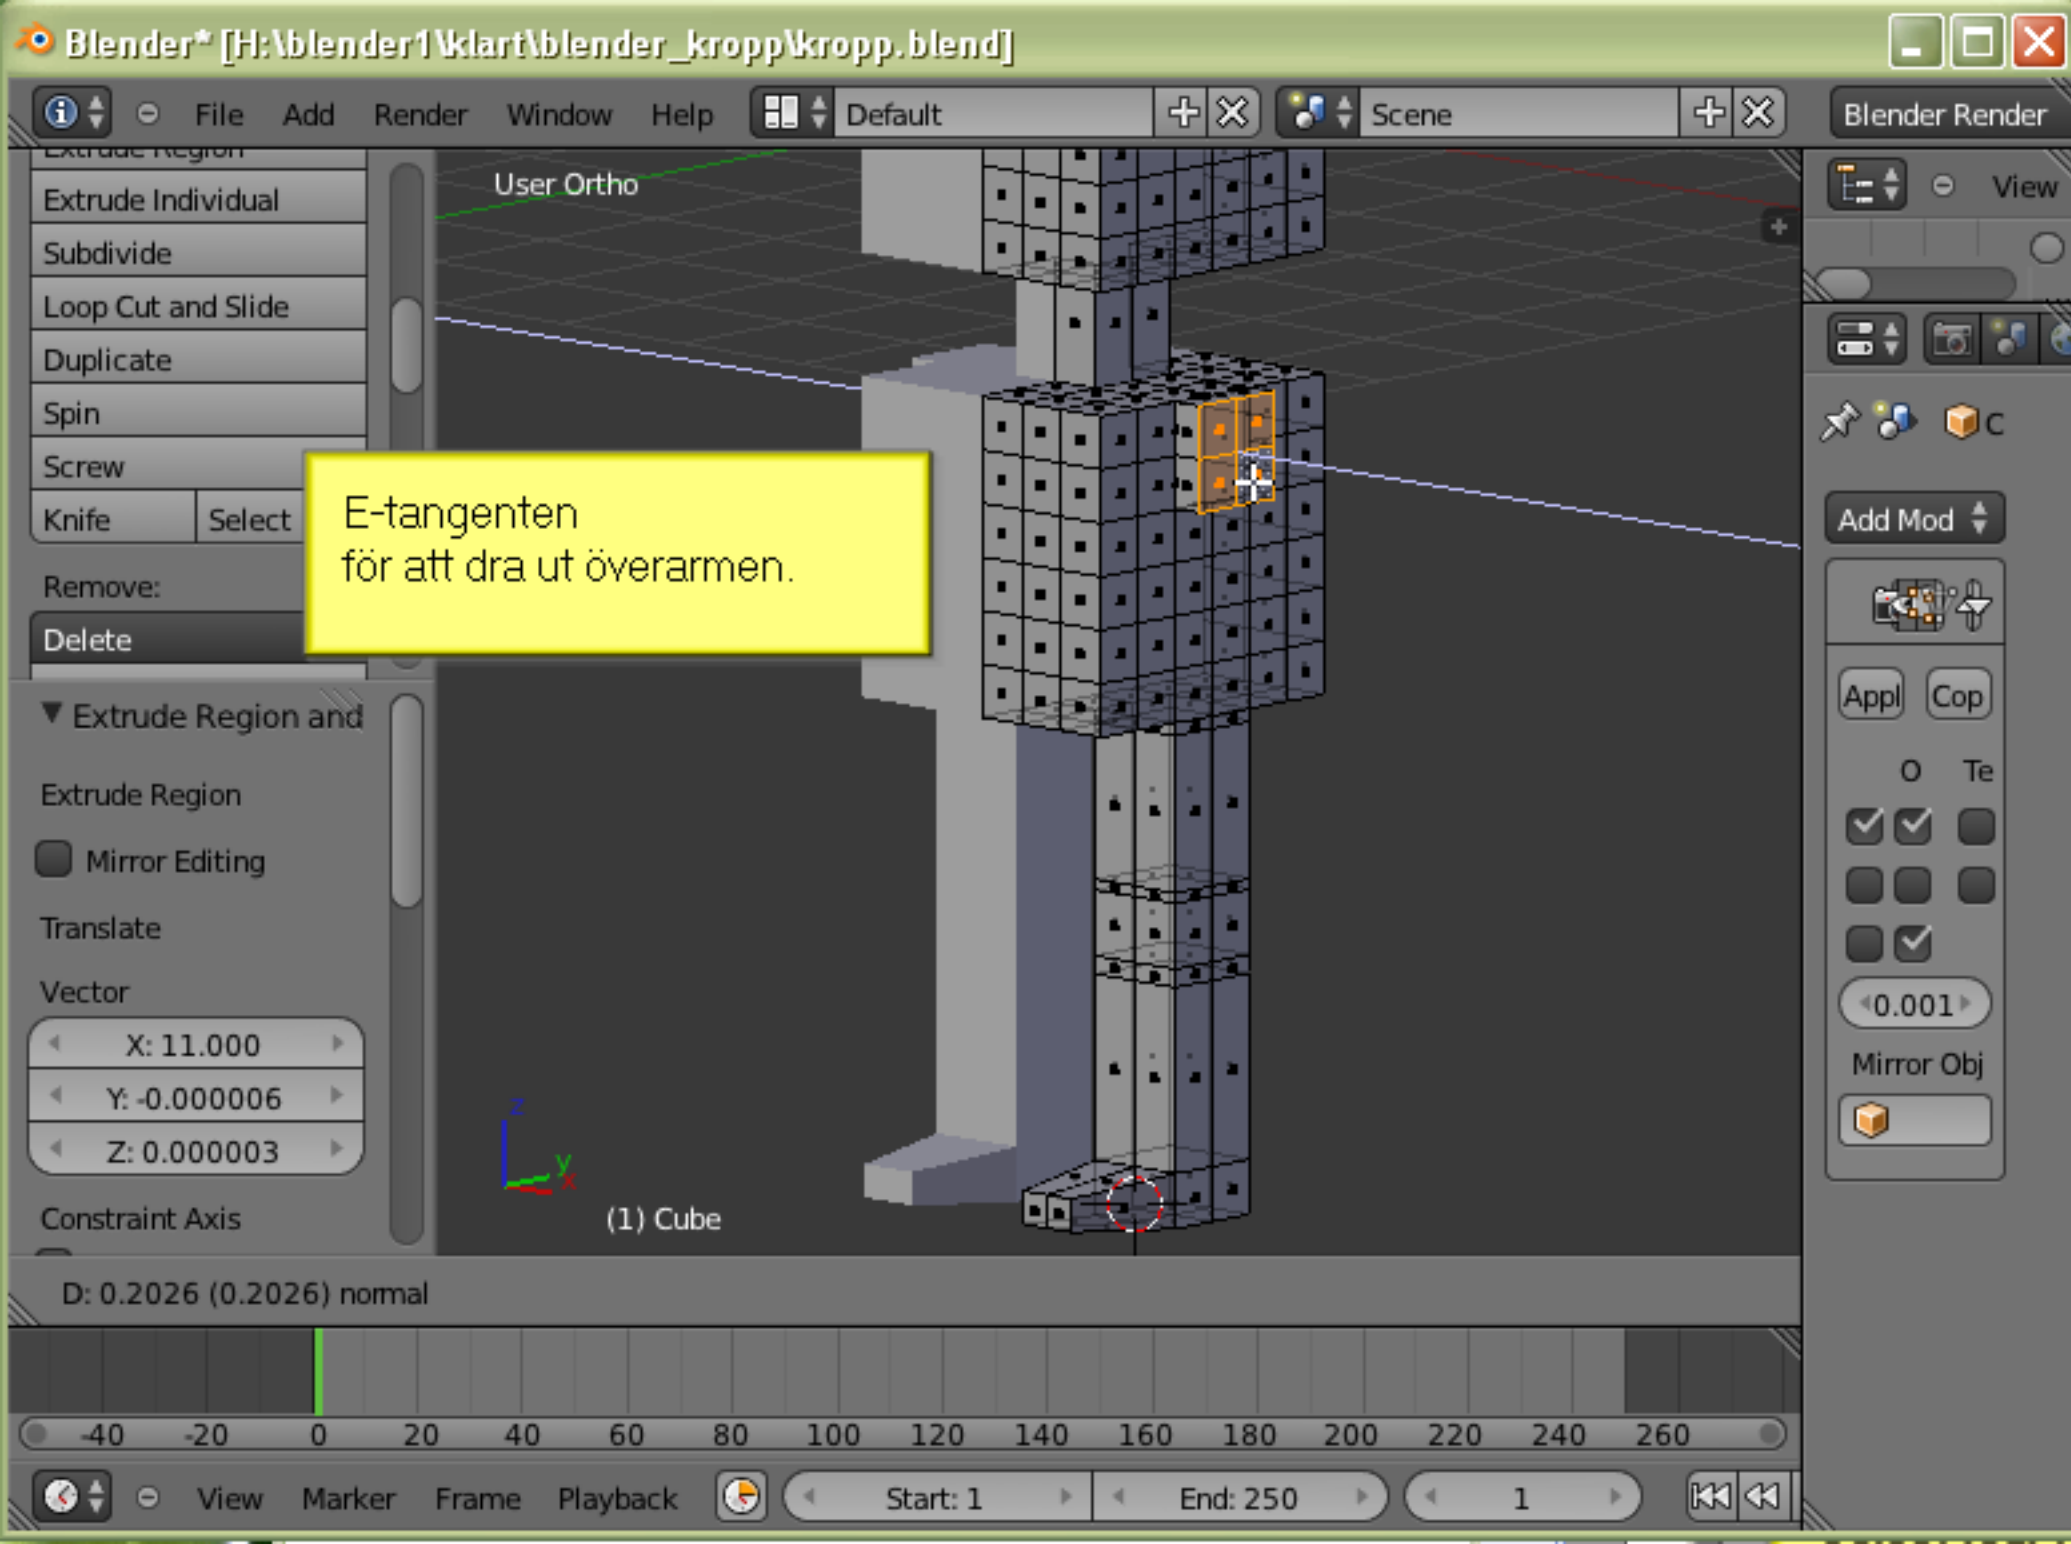 Blender* [H:\blender1\klart\blender_kropp\kropp.blend]
File Add Render Window Help Default Scene Blender Render
Extrude Region
Extrude Individual
Subdivide
Loop Cut and Slide
Duplicate
Spin
Screw
Knife Select
Remove:
Delete
Extrude Region and
Extrude Region
Mirror Editing
Translate
Vector
X: 11.000
Y: -0.000006
Z: 0.000003
Constraint Axis
User Ortho
E-tangenten
för att dra ut överarmen.
z
y
x
(1) Cube
View
C
Add Mod
Appl Cop
O Te
0.001
Mirror Obj
D: 0.2026 (0.2026) normal
-40 -20 0 20 40 60 80 100 120 140 160 180 200 220 240 260
View Marker Frame Playback Start: 1 End: 250 1